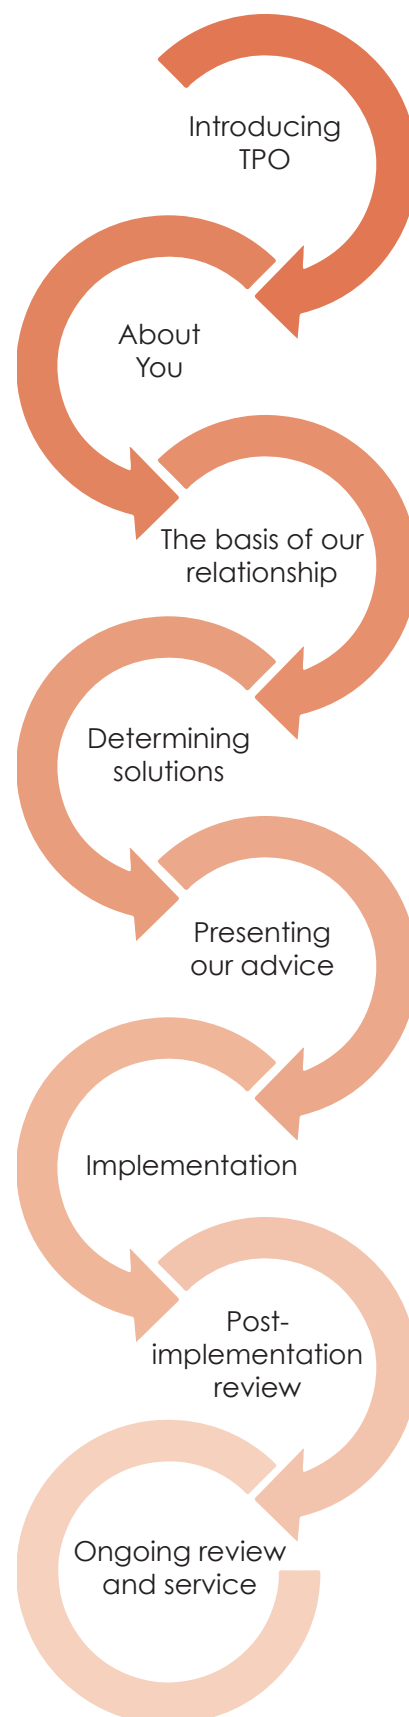 Introducing
TPO
About
You
The basis of our
relationship
Determining
solutions
Presenting
our advice
Implementation
Post-
implementation
review
Ongoing review
and service